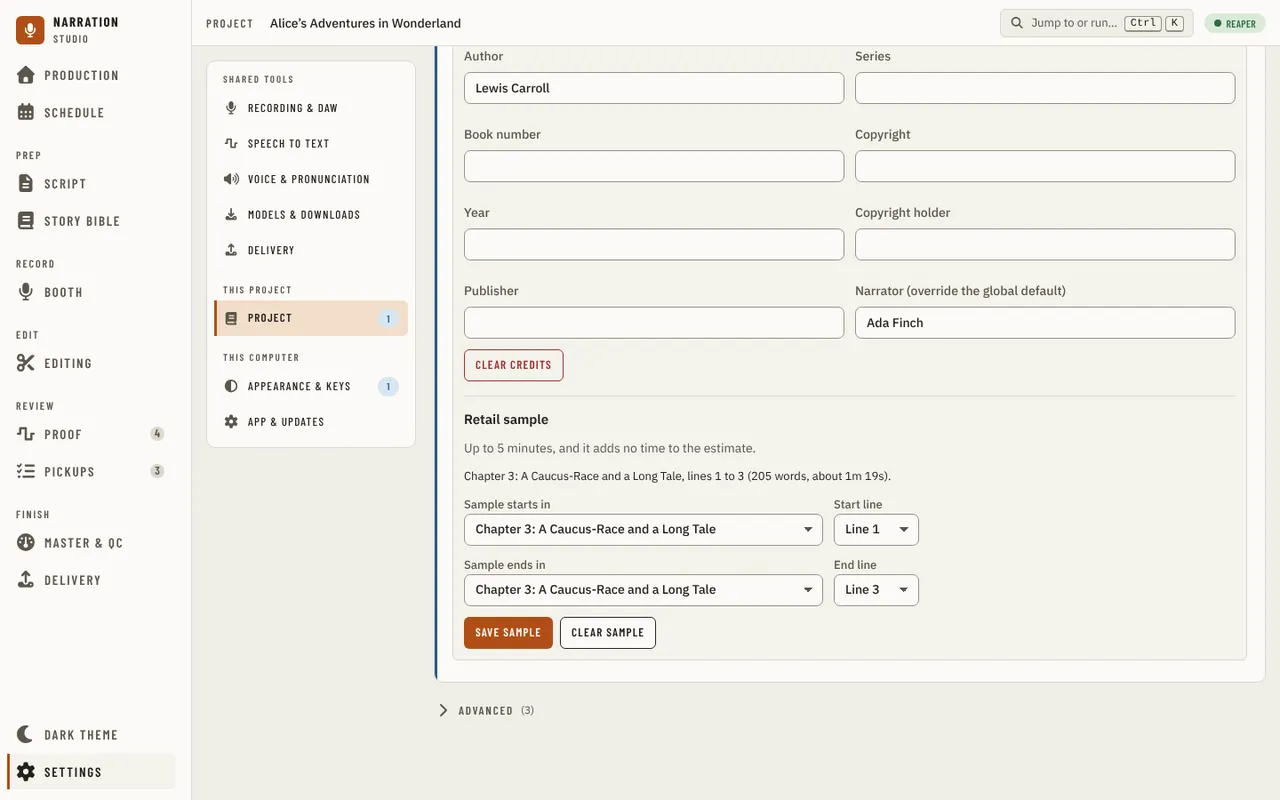 NARRATION
STUDIO
PRODUCTION
SCHEDULE
PREP
SCRIPT
STORY BIBLE
RECORD
BOOTH
EDIT
EDITING
REVIEW
PROOF 4
PICKUPS 3
FINISH
MASTER & QC
DELIVERY
DARK THEME
SETTINGS
PROJECT Alice’s Adventures in Wonderland
Jump to or run… Ctrl K
REAPER
SHARED TOOLS
RECORDING & DAW
SPEECH TO TEXT
VOICE & PRONUNCIATION
MODELS & DOWNLOADS
DELIVERY
THIS PROJECT
PROJECT 1
THIS COMPUTER
APPEARANCE & KEYS 1
APP & UPDATES
Author Series
Lewis Carroll
Book number Copyright
Year Copyright holder
Publisher Narrator (override the global default)
Ada Finch
CLEAR CREDITS
Retail sample
Up to 5 minutes, and it adds no time to the estimate.
Chapter 3: A Caucus-Race and a Long Tale, lines 1 to 3 (205 words, about 1m 19s).
Sample starts in Start line
Chapter 3: A Caucus-Race and a Long Tale Line 1
Sample ends in End line
Chapter 3: A Caucus-Race and a Long Tale Line 3
SAVE SAMPLE CLEAR SAMPLE
ADVANCED (3)